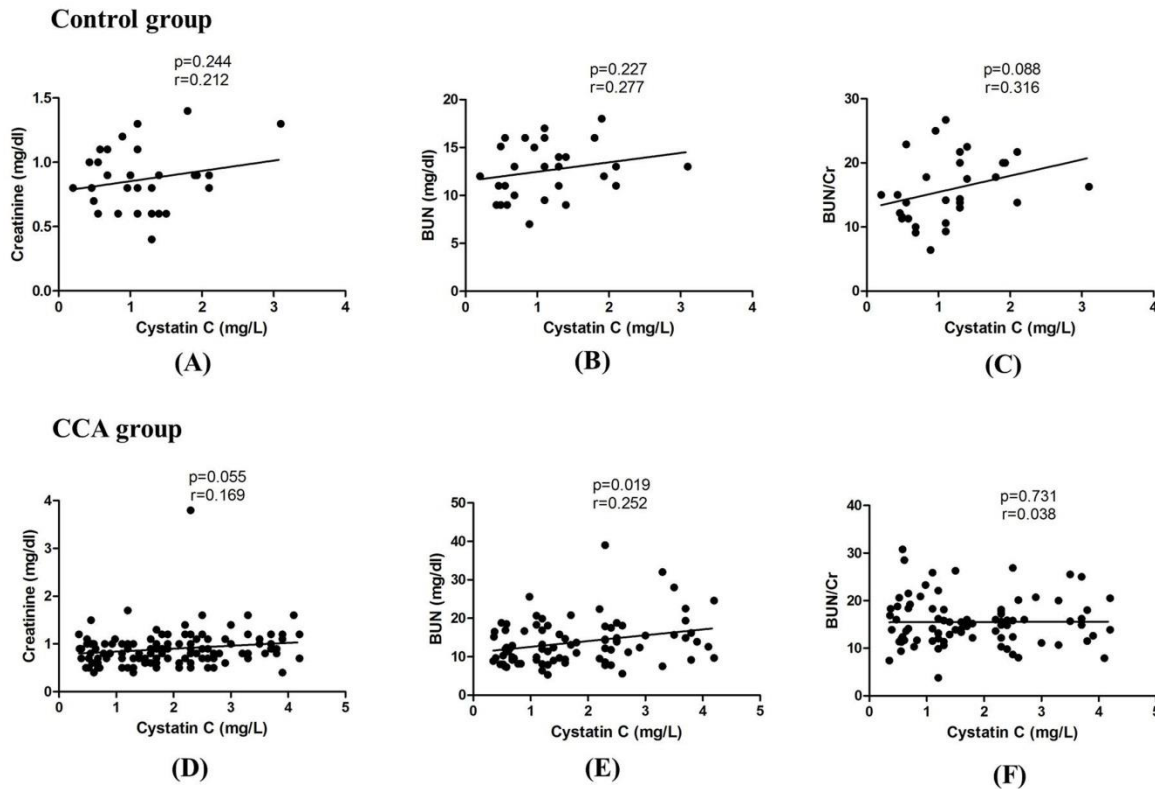 Control group
p=0.244
r=0.212
1.5
1.0
0.5
0.0
Creatinine (mg/dl)
0 1 2 3 4
Cystatin C (mg/L)
(A)
p=0.227
r=0.277
20
15
10
5
0
BUN (mg/dl)
0 1 2 3 4
Cystatin C (mg/L)
(B)
p=0.088
r=0.316
30
20
10
0
BUN/Cr
0 1 2 3 4
Cystatin C (mg/L)
(C)
CCA group
p=0.055
r=0.169
4
3
2
1
0
Creatinine (mg/dl)
0 1 2 3 4 5
Cystatin C (mg/L)
(D)
p=0.019
r=0.252
50
40
30
20
10
0
BUN (mg/dl)
0 1 2 3 4 5
Cystatin C (mg/L)
(E)
p=0.731
r=0.038
40
30
20
10
0
BUN/Cr
0 1 2 3 4 5
Cystatin C (mg/L)
(F)